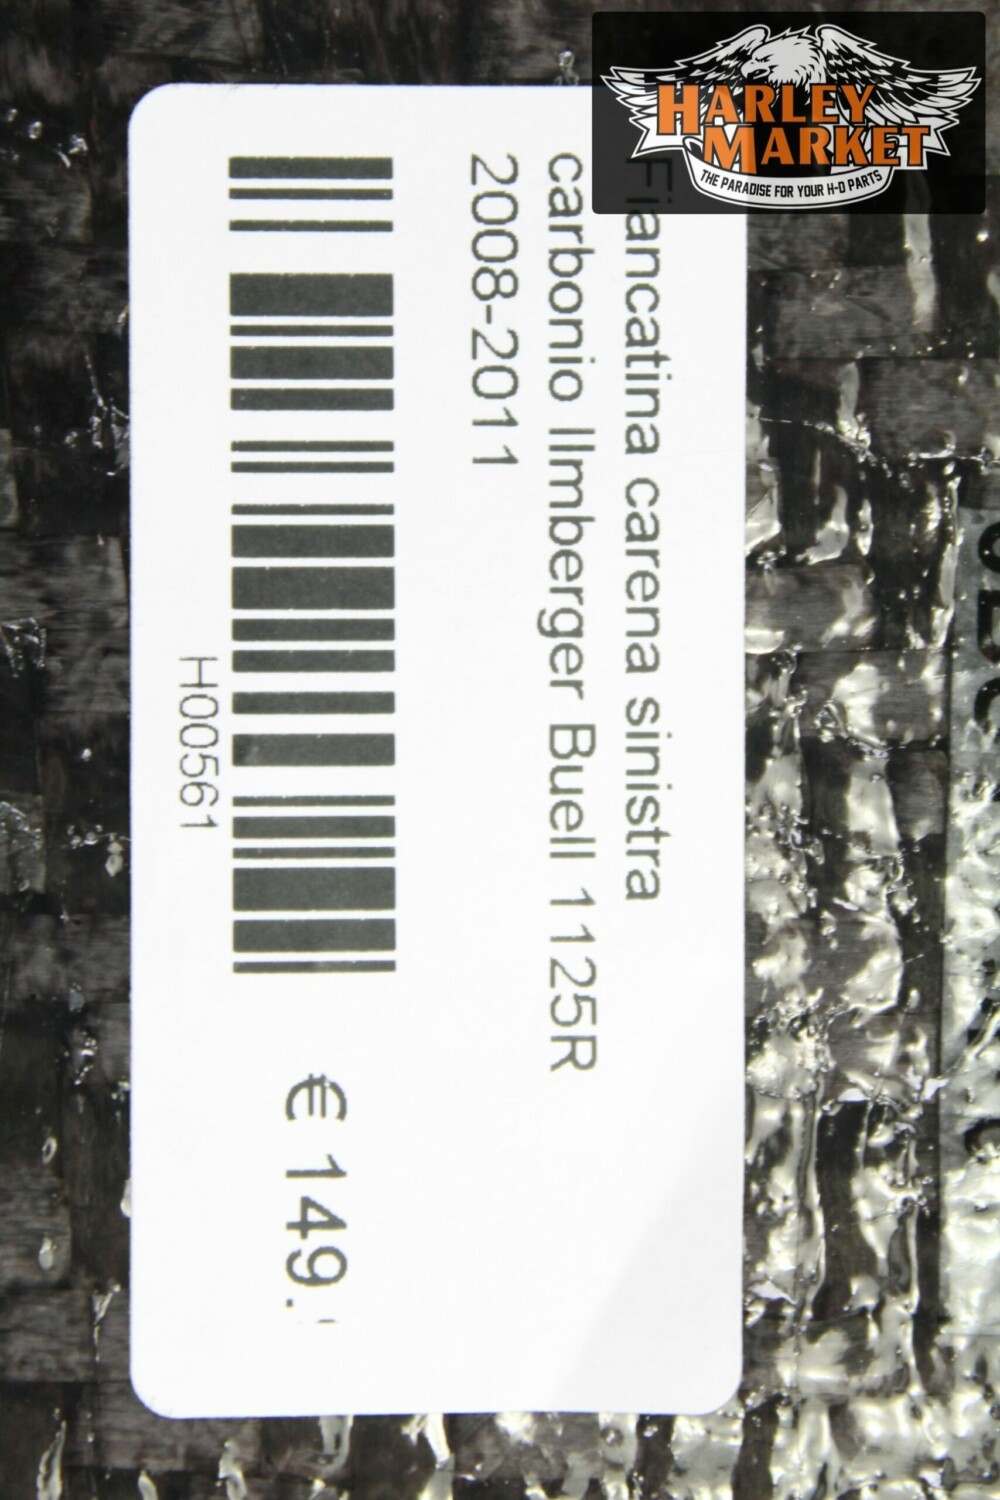 HARLEY
MARKET
THE PARADISE FOR YOUR H-D PARTS
Fiancatina carena sinistra
carbonio Ilmberger Buell 1125R
2008-2011
H00561
€ 149.